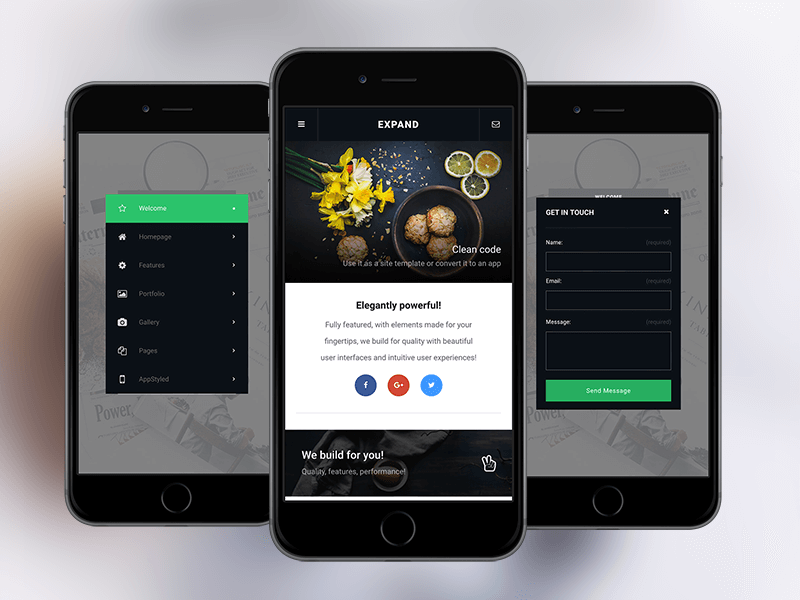 Welcome
Homepage
Features
Portfolio
Gallery
Pages
AppStyled
Power
EXPAND
Clean code
Use it as a site template or convert it to an app
Elegantly powerful!
Fully featured, with elements made for your
fingertips, we build for quality with beautiful
user interfaces and intuitive user experiences!
f
G+
We build for you!
Quality, features, performance!
WELCOME
GET IN TOUCH
Name: (required)
Email: (required)
Message: (required)
Send Message
Power